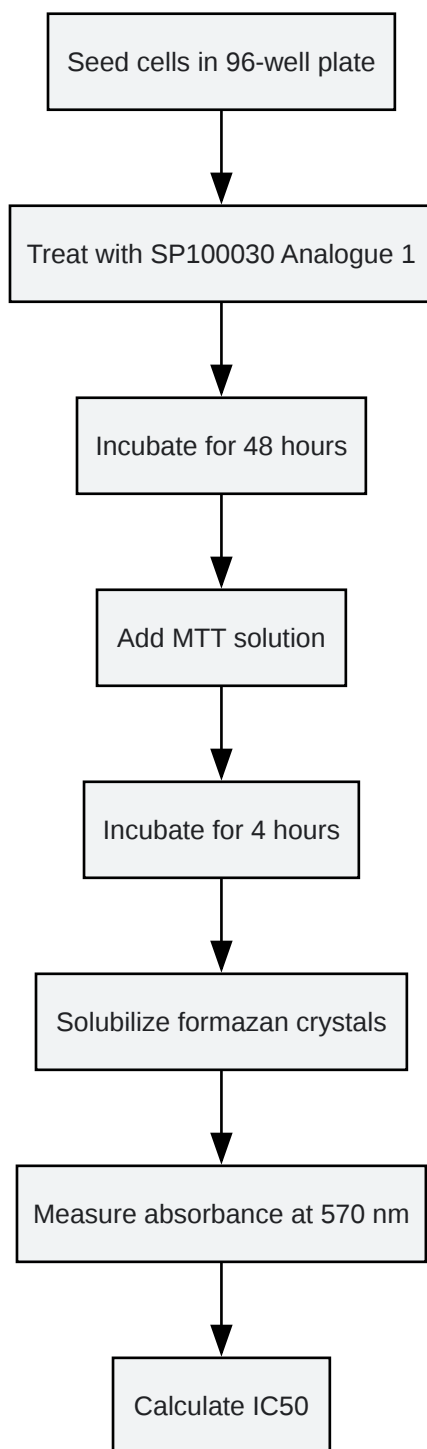 Seed cells in 96-well plate
Treat with SP100030 Analogue 1
Incubate for 48 hours
Add MTT solution
Incubate for 4 hours
Solubilize formazan crystals
Measure absorbance at 570 nm
Calculate IC50